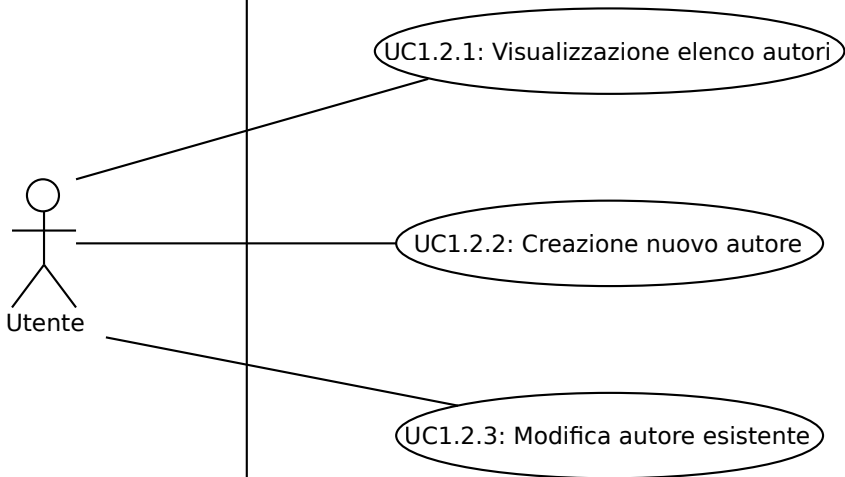 UC1.2.1: Visualizzazione elenco autori
UC1.2.2: Creazione nuovo autore
Utente
UC1.2.3: Modifica autore esistente